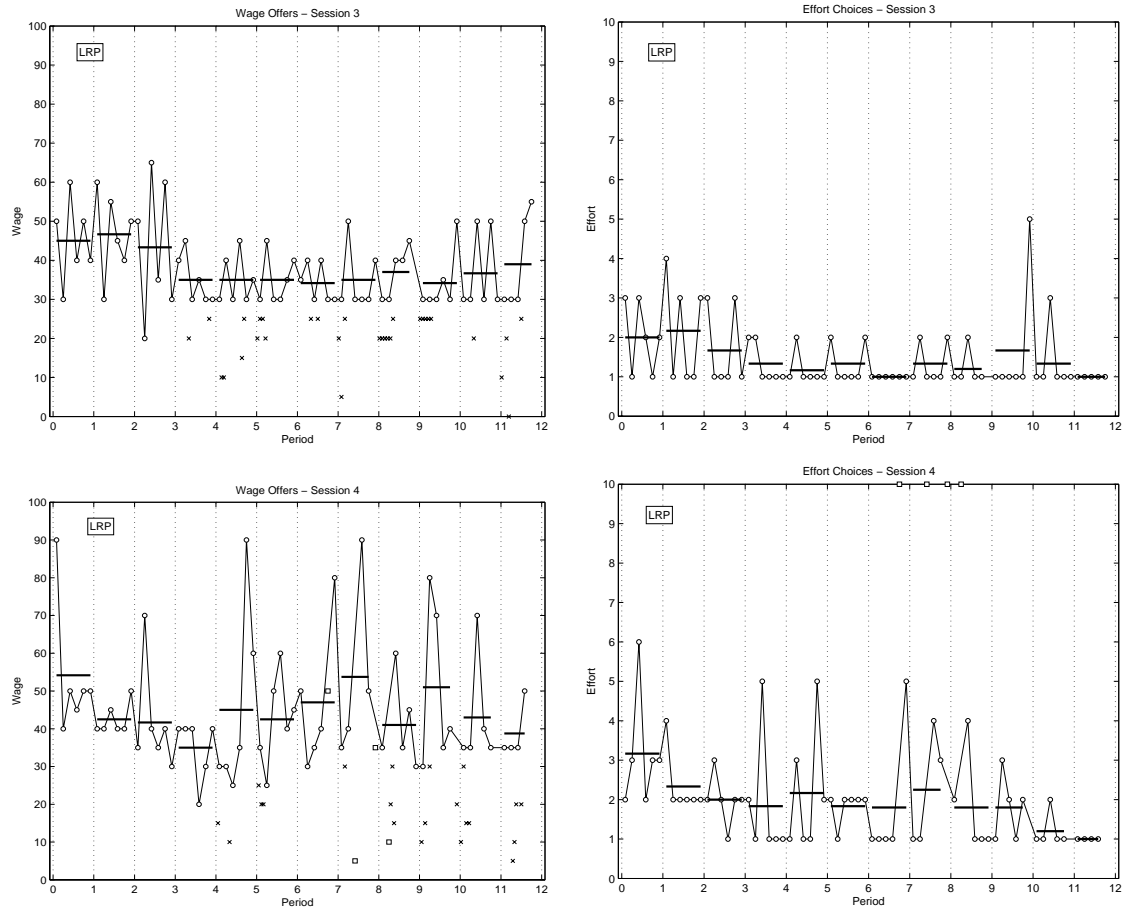 Wage Offers – Session 3
LRP
100
90
80
70
60
50
40
30
20
10
0
Wage
0 1 2 3 4 5 6 7 8 9 10 11 12
Period
Effort Choices – Session 3
LRP
10
9
8
7
6
5
4
3
2
1
0
Effort
0 1 2 3 4 5 6 7 8 9 10 11 12
Period
Wage Offers – Session 4
LRP
100
90
80
70
60
50
40
30
20
10
0
Wage
0 1 2 3 4 5 6 7 8 9 10 11 12
Period
Effort Choices – Session 4
LRP
10
9
8
7
6
5
4
3
2
1
0
Effort
0 1 2 3 4 5 6 7 8 9 10 11 12
Period